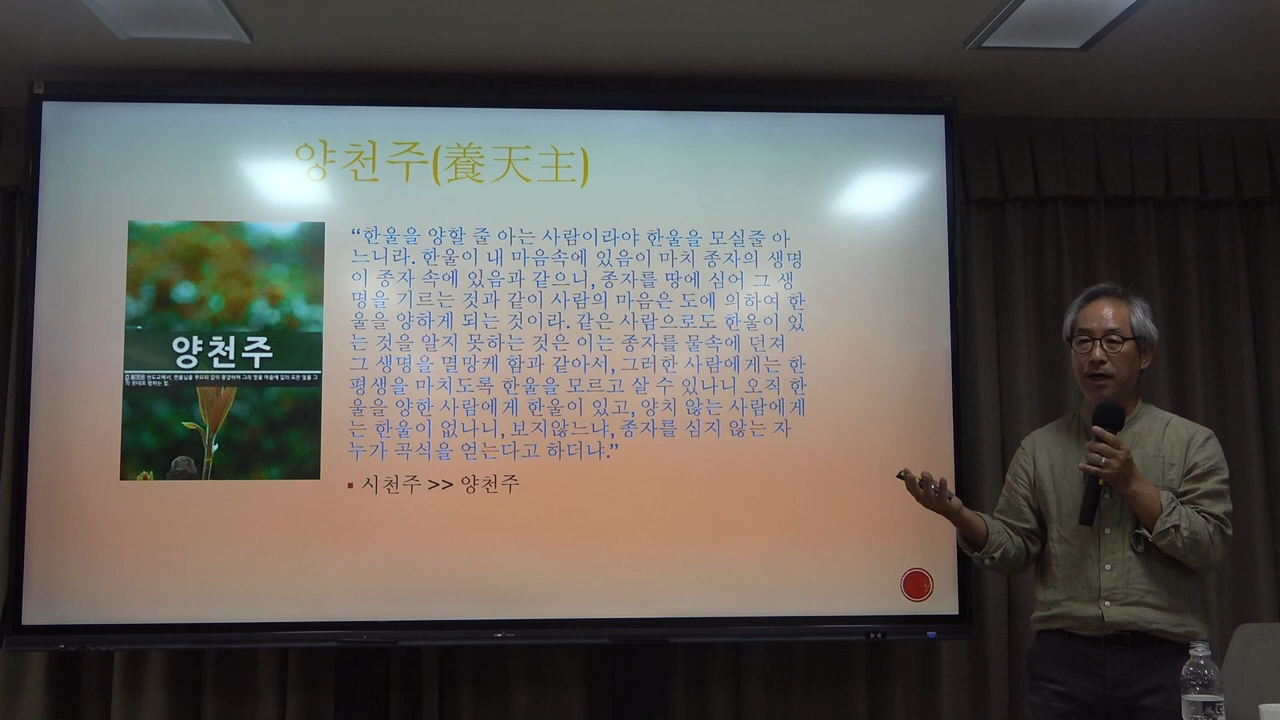 양천주(養天主)
“한울을 양할 줄 아는 사람이라야 한울을 모실줄 아
느니라. 한울이 내 마음속에 있음이 마치 종자의 생명
이 종자 속에 있음과 같으니, 종자를 땅에 심어 그 생
명을 기르는 것과 같이 사람의 마음은 도에 의하여 한
울을 양하게 되는 것이라. 같은 사람으로도 한울이 있
는 것을 알지 못하는 것은 이는 종자를 물속에 던져
그 생명을 멸망케 함과 같아서, 그러한 사람에게는 한
평생을 마치도록 한울을 모르고 살 수 있나니 오직 한
울을 양한 사람에게 한울이 있고, 양치 않는 사람에게
는 한울이 없나니, 보지않느냐, 종자를 심지 않는 자
누가 곡식을 얻는다고 하더냐.”
시천주 >> 양천주
양천주